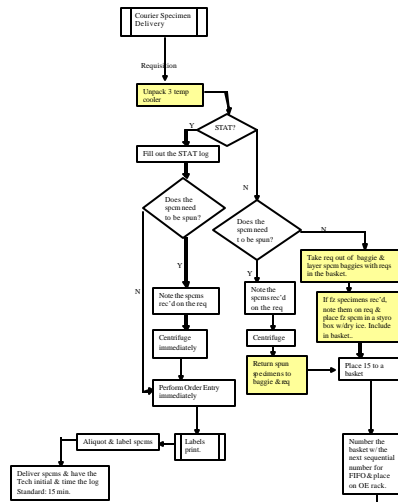 Courier Specimen
Delivery
Requisition
Unpack 3 temp
cooler
STAT?
Y
Fill out the STAT log
N
Does the
spcm need
to be spun?
Does the
spcm need
t o be spun?
N
Take req out of baggie &
layer spcm baggies with reqs
in the basket.
Y
Y
N
Note the spcms
rec'd on the req
Note the
spcms rec'd
on the req
If fz specimens rec'd,
note them on req &
place fz spcm in a styro
box w/dry ice. Include
in basket..
Centrifuge
immediately
Centrifuge
Return spun
specimens to
baggie & req
Place 15 to a
basket
Perform Order Entry
immediately
Aliquot & label spcms
Labels
print.
Number the
basket w/ the
next sequential
number for
FIFO & place
on OE rack.
Deliver spcms & have the
Tech initial & time the log
Standard: 15 min.